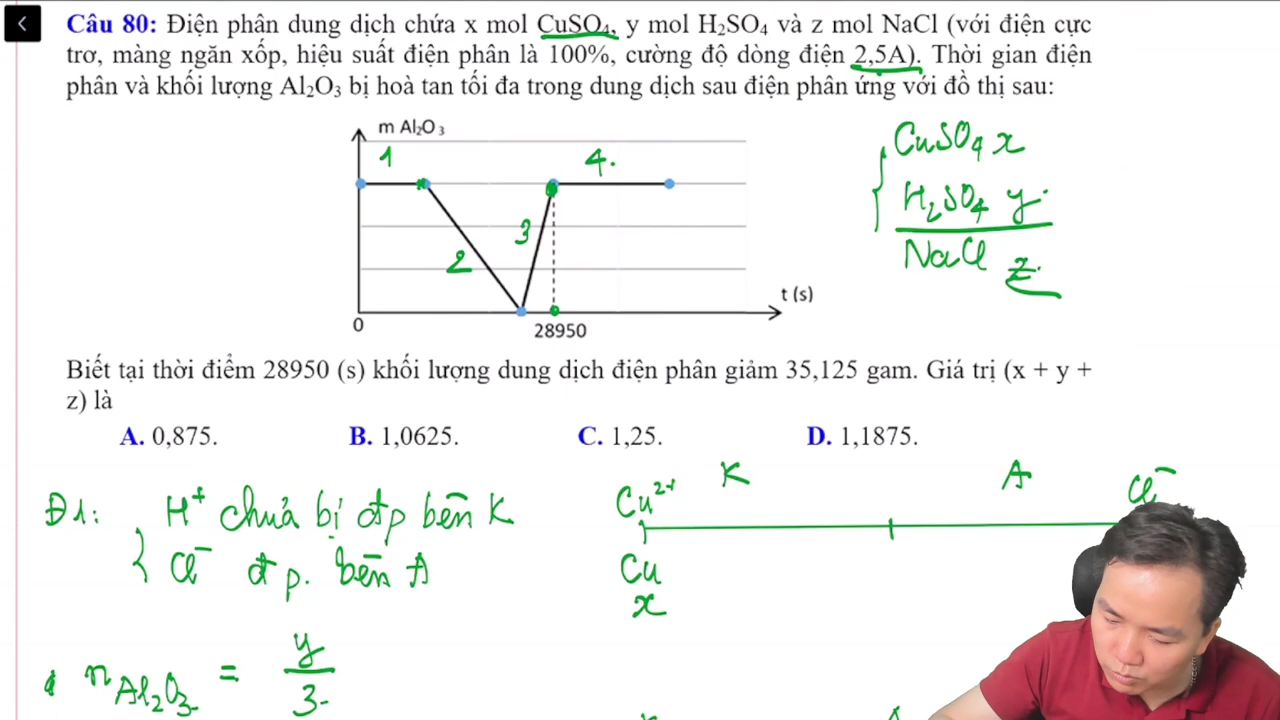 Câu 80: Điện phân dung dịch chứa x mol CuSO₄, y mol H₂SO₄ và z mol NaCl (với điện cực
trơ, màng ngăn xốp, hiệu suất điện phân là 100%, cường độ dòng điện 2,5A). Thời gian điện
phân và khối lượng Al₂O₃ bị hoà tan tối đa trong dung dịch sau điện phân ứng với đồ thị sau:
m Al₂O₃
1
4.
2
3
t (s)
0
28950
CuSO₄ x
H₂SO₄ y
NaCl z
Biết tại thời điểm 28950 (s) khối lượng dung dịch điện phân giảm 35,125 gam. Giá trị (x + y +
z) là
A. 0,875. B. 1,0625. C. 1,25. D. 1,1875.
Đ1: H⁺ chưa bị đp bên K
Cl⁻ đp. bên A
n Al₂O₃ = y/3
K A
Cu²⁺ Cl⁻
Cu
x